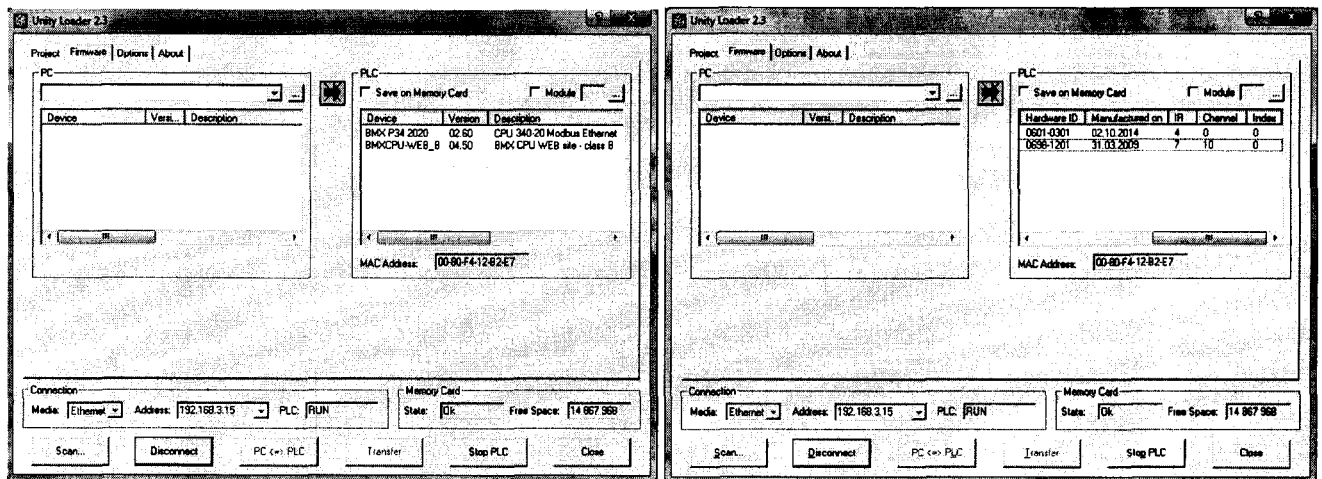 Unity Loader 2.3
Project Firmware Options About
PC
...
Device Versi... Description
PLC
Save on Memory Card Module ...
Device Version Description
BMX P34 2020 02.60 CPU 340-20 Modbus Ethernet
BMXCPU-WEB_B 04.50 BMX CPU WEB site - class B
MAC Address: 00-80-F4-12-B2-E7
Connection
Media: Ethernet Address: 192.168.3.15 PLC: RUN
Memory Card
State: Ok Free Space: 14 867 968
Scan... Disconnect PC <=> PLC Transfer Stop PLC Close
Unity Loader 2.3
Project Firmware Options About
PC
...
Device Versi... Description
PLC
Save on Memory Card Module ...
Hardware ID Manufactured on IR Channel Index
0601-0301 02.10.2014 4 0 0
0698-1201 31.03.2009 7 10 0
MAC Address: 00-80-F4-12-B2-E7
Connection
Media: Ethernet Address: 192.168.3.15 PLC: RUN
Memory Card
State: Ok Free Space: 14 867 968
Scan... Disconnect PC <=> PLC Transfer Stop PLC Close